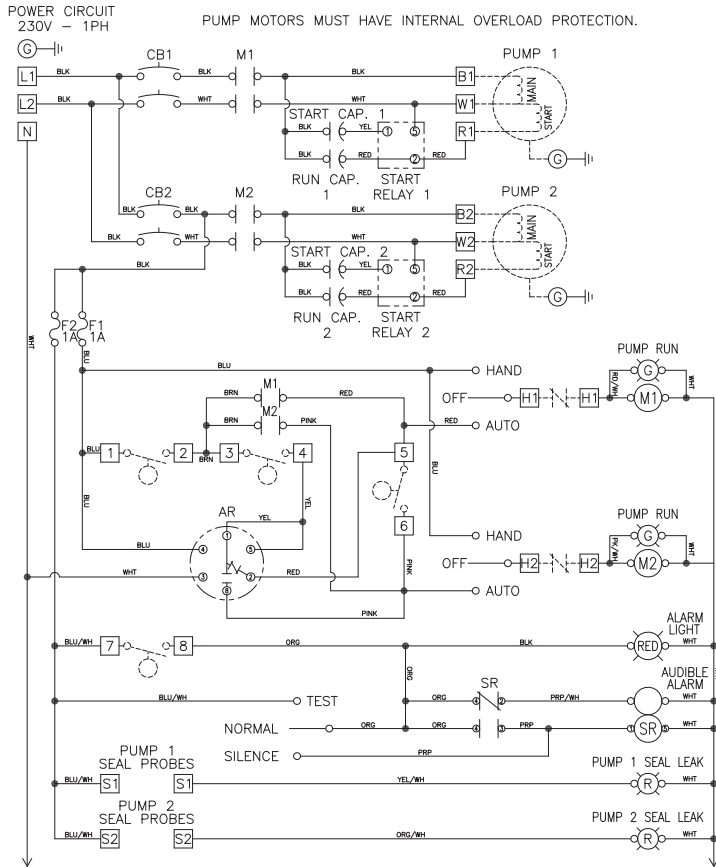 POWER CIRCUIT
230V – 1PH
PUMP MOTORS MUST HAVE INTERNAL OVERLOAD PROTECTION.
G
CB1 M1 PUMP 1
L1 BLK BLK BLK B1
L2 BLK WHT WHT W1
MAIN
START
N
START CAP. 1
BLK YEL 1 5 R1
BLK RED 2 RED
G
RUN CAP. 1
START RELAY 1
CB2 M2 PUMP 2
BLK BLK BLK B2
BLK WHT WHT W2
MAIN
START
BLK
START CAP. 2
BLK YEL 1 5 R2
BLK RED 2 RED
G
RUN CAP. 2
START RELAY 2
F2 1A
F1 1A
WHT
BLU
BLU
HAND
PUMP RUN
G
OFF H1 H1 RD/WH M1 WHT
M1
BRN RED
M2
BRN PINK
RED AUTO
BLU 1 2 BRN 3 4 5
BLU
BLU
YEL
6
AR
YEL
1
BLU 4 5
WHT 3 2 RED
8
PINK
PINK
HAND
PUMP RUN
G
OFF H2 H2 PK/WH M2 WHT
AUTO
ALARM LIGHT
BLU/WH 7 8 ORG BLK RED WHT
ORG
AUDIBLE ALARM
SR
BLU/WH TEST
ORG 4 2 PRP/WH WHT
NORMAL ORG ORG 4 3 PRP 1 SR 5 WHT
SILENCE PRP
PUMP 1
SEAL PROBES
PUMP 1 SEAL LEAK
BLU/WH S1 S1 YEL/WH R WHT
PUMP 2
SEAL PROBES
PUMP 2 SEAL LEAK
BLU/WH S2 S2 ORG/WH R WHT